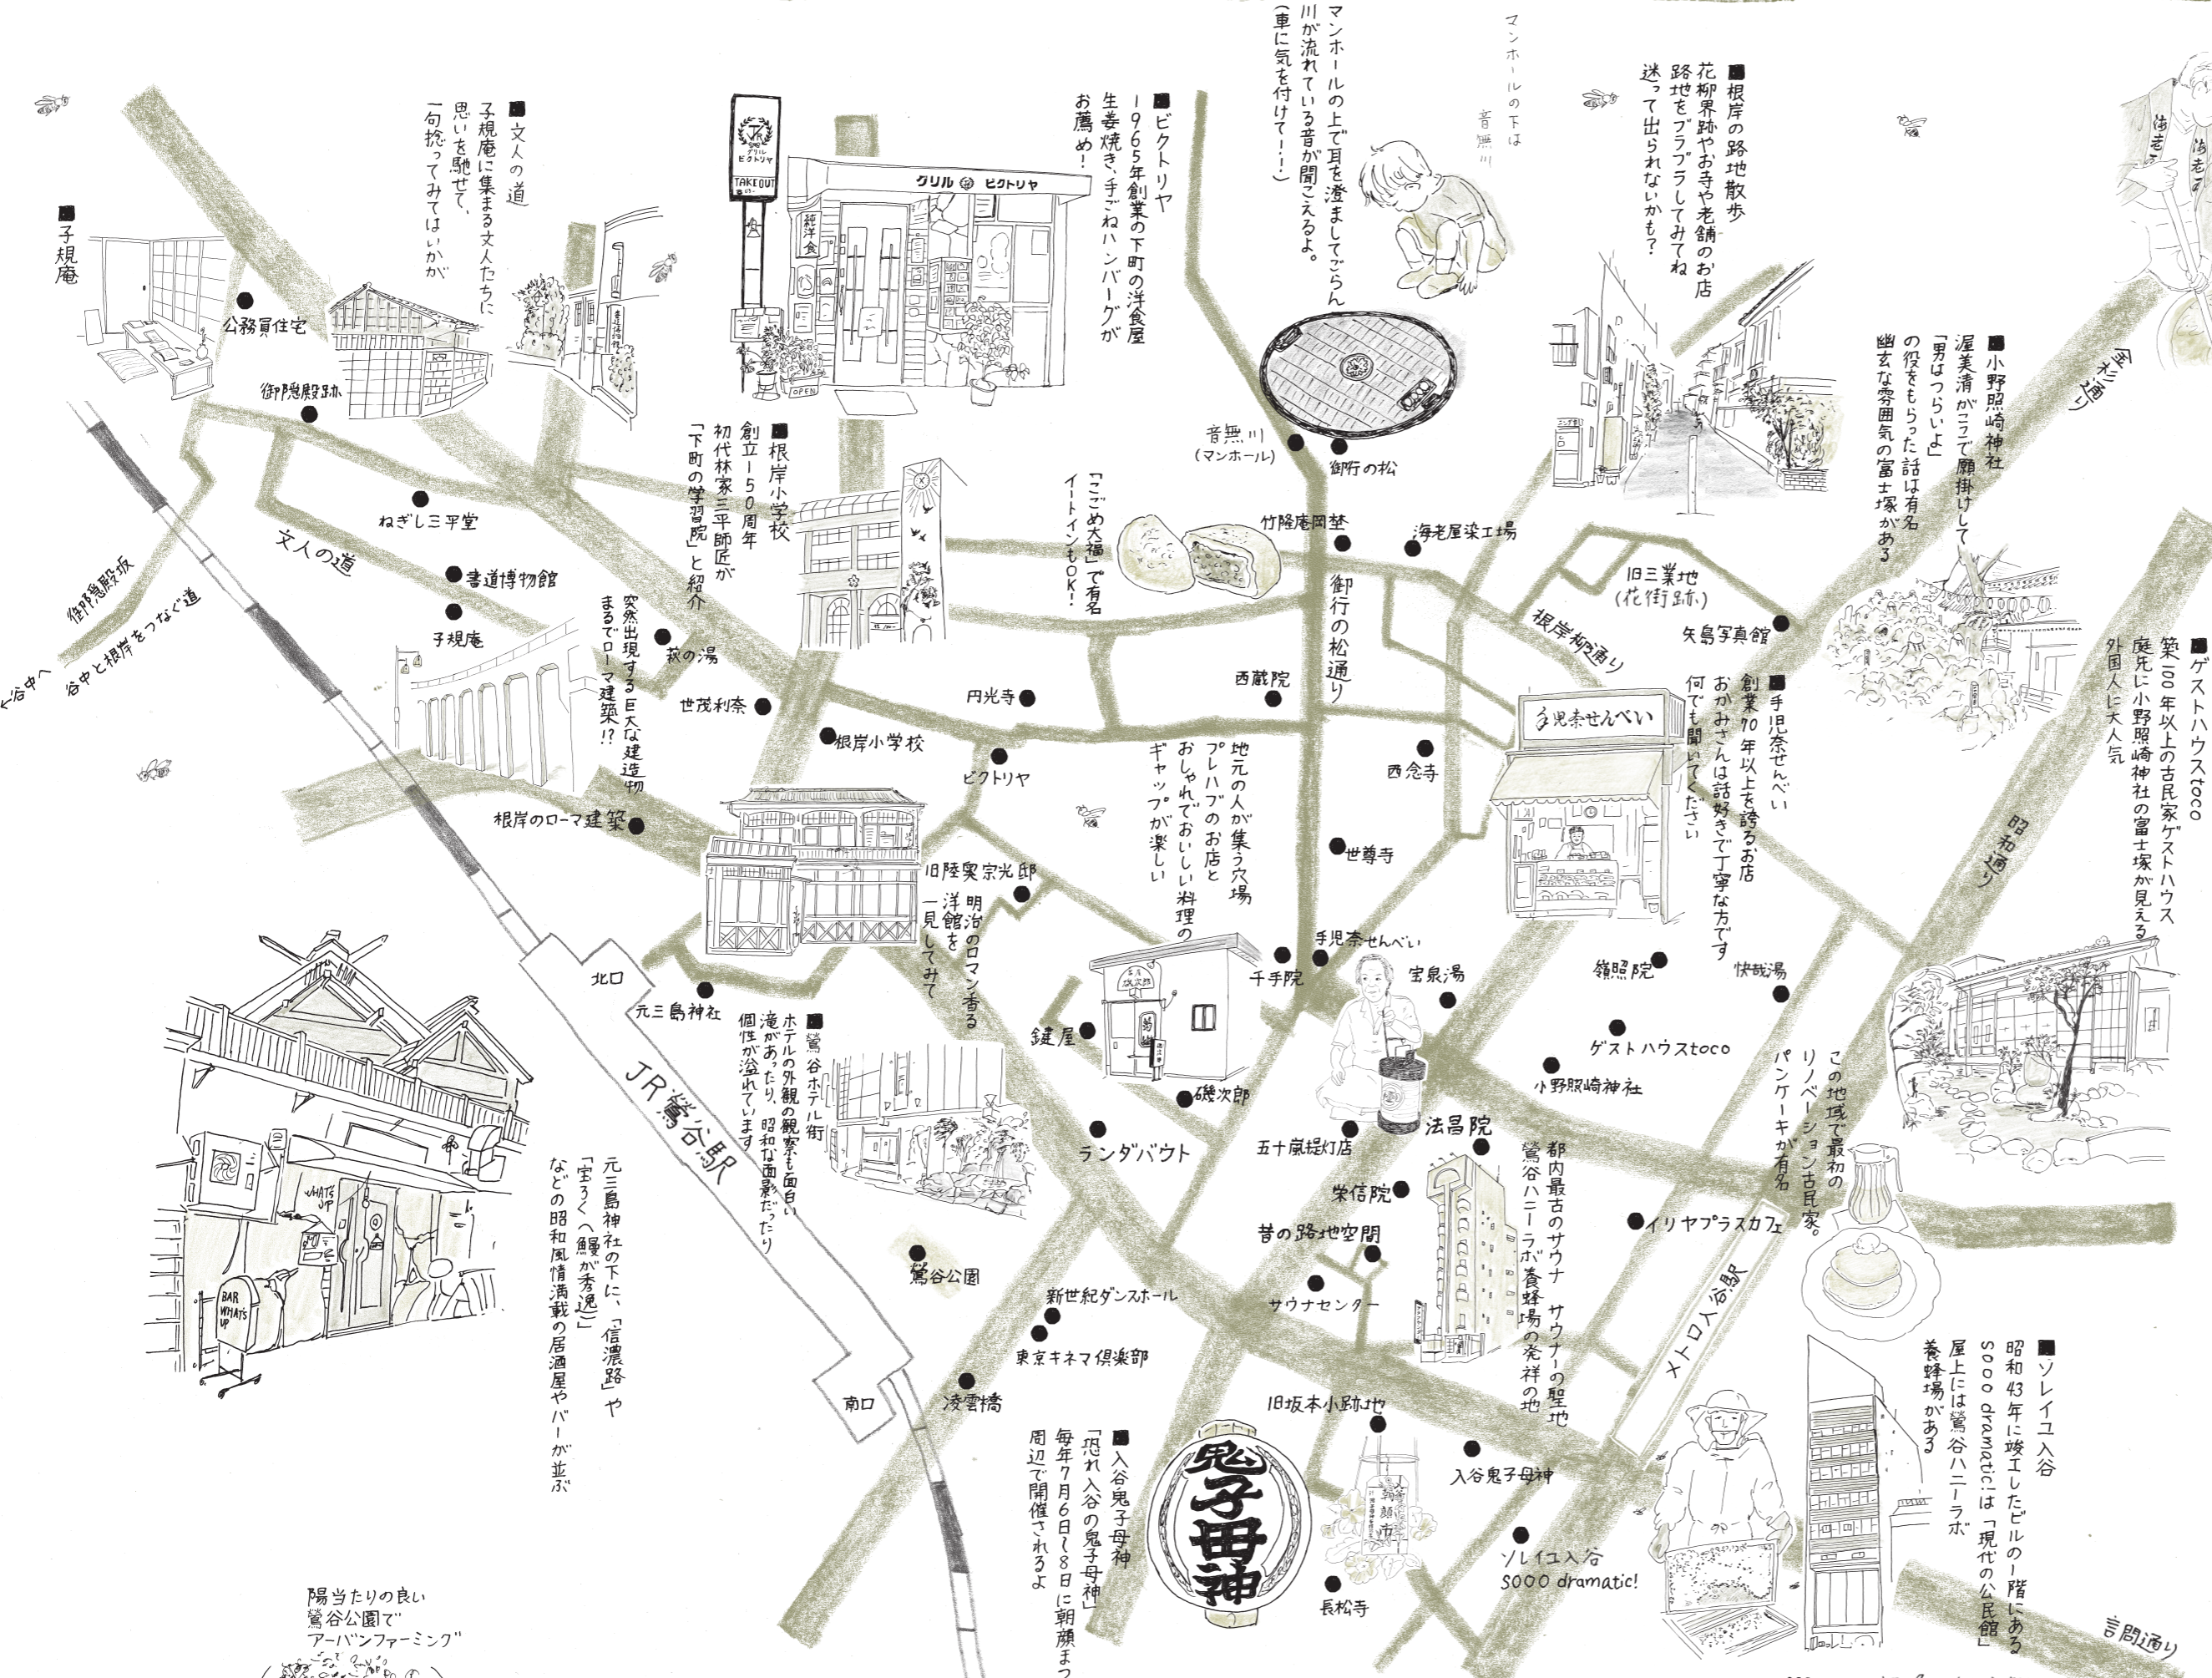 マンホールの下は
音無川
マンホールの上で耳を澄ましてごらん
川が流れている音が聞こえるよ。
(車に気を付けてー!!)
■根岸の路地散歩
花柳界跡やお寺や老舗のお店
路地をブラブラしてみてね
迷って出られないかも?
海老
海老
金杉通り
■小野照崎神社
渥美清がここで願掛けして
「男はつらいよ」
の役をもらった話は有名
幽玄な雰囲気の富士塚がある
■ゲストハウスtoco
築100年以上の古民家ゲストハウス
庭先に小野照崎神社の富士塚が見える
外国人に大人気
昭和通り
■ビクトリヤ
1965年創業の下町の洋食屋
生姜焼き、手ごねハンバーグが
お薦め!
グリル
ビクトリヤ
TAKEOUT
グリル ビクトリヤ
純洋食
OPEN
■文人の道
子規庵に集まる文人たちに
思いを馳せて、
一句捻ってみてはいかが
■子規庵
公務員住宅
御隠殿跡
ねぎし三平堂
文人の道
書道博物館
子規庵
御隠殿坂
谷中と根岸をつなぐ道
←谷中へ
■根岸小学校
創立150周年
初代林家三平師匠が
「下町の学習院」と紹介
突然出現する巨大な建造物
まるでローマ建築!?
萩の湯
世茂利奈
根岸小学校
根岸のローマ建築
円光寺
ビクトリヤ
「こごめ大福」で有名
イートインもOK!
音無川
(マンホール)
御行の松
竹隆庵岡埜
海老屋染工場
御行の松通り
西蔵院
西念寺
世尊寺
旧三業地
(花街跡)
根岸柳通り
矢島写真館
手児奈せんべい
■手児奈せんべい
創業70年以上を誇るお店
おかみさんは話好きで丁寧な方です
何でも聞いてください
地元の人が集う穴場
プレハブのお店と
おしゃれでおいしい料理の
ギャップが楽しい
旧陸奥宗光邸
明治のロマン香る
洋館を
一見してみて
千手院
手児奈せんべい
宝泉湯
嶺照院
快哉湯
ゲストハウスtoco
小野照崎神社
北口
元三島神社
JR鶯谷駅
南口
■鶯谷ホテル街
ホテルの外観の観察も面白い
滝があったり、昭和な面影だったり
個性が溢れています
鍵屋
磯次郎
ランダバウト
五十嵐提灯店
法昌院
栄信院
昔の路地空間
サウナセンター
都内最古のサウナ サウナーの聖地
鶯谷ハニーラボ養蜂場の発祥の地
この地域で最初の
リノベーション古民家。
パンケーキが有名
イリヤプラスカフェ
メトロ入谷駅
WHAT'S UP
BAR
WHAT'S
UP
元三島神社の下に、「信濃路」や
「宝ろく(鰻が秀逸)」
などの昭和風情満載の居酒屋やバーが並ぶ
鶯谷公園
新世紀ダンスホール
東京キネマ倶楽部
凌雲橋
旧坂本小跡地
入谷鬼子母神
■入谷鬼子母神
「恐れ入谷の鬼子母神」
毎年7月6日〜8日に朝顔まつ
周辺で開催されるよ
鬼子母神
朝顔市
長松寺
ソレイユ入谷
SOOO dramatic!
■ソレイユ入谷
昭和43年に竣工したビルの1階にある
SOOO dramatic!は「現代の公民館」
屋上には鶯谷ハニーラボ
養蜂場がある
言問通り
陽当たりの良い
鶯谷公園で
アーバンファーミング